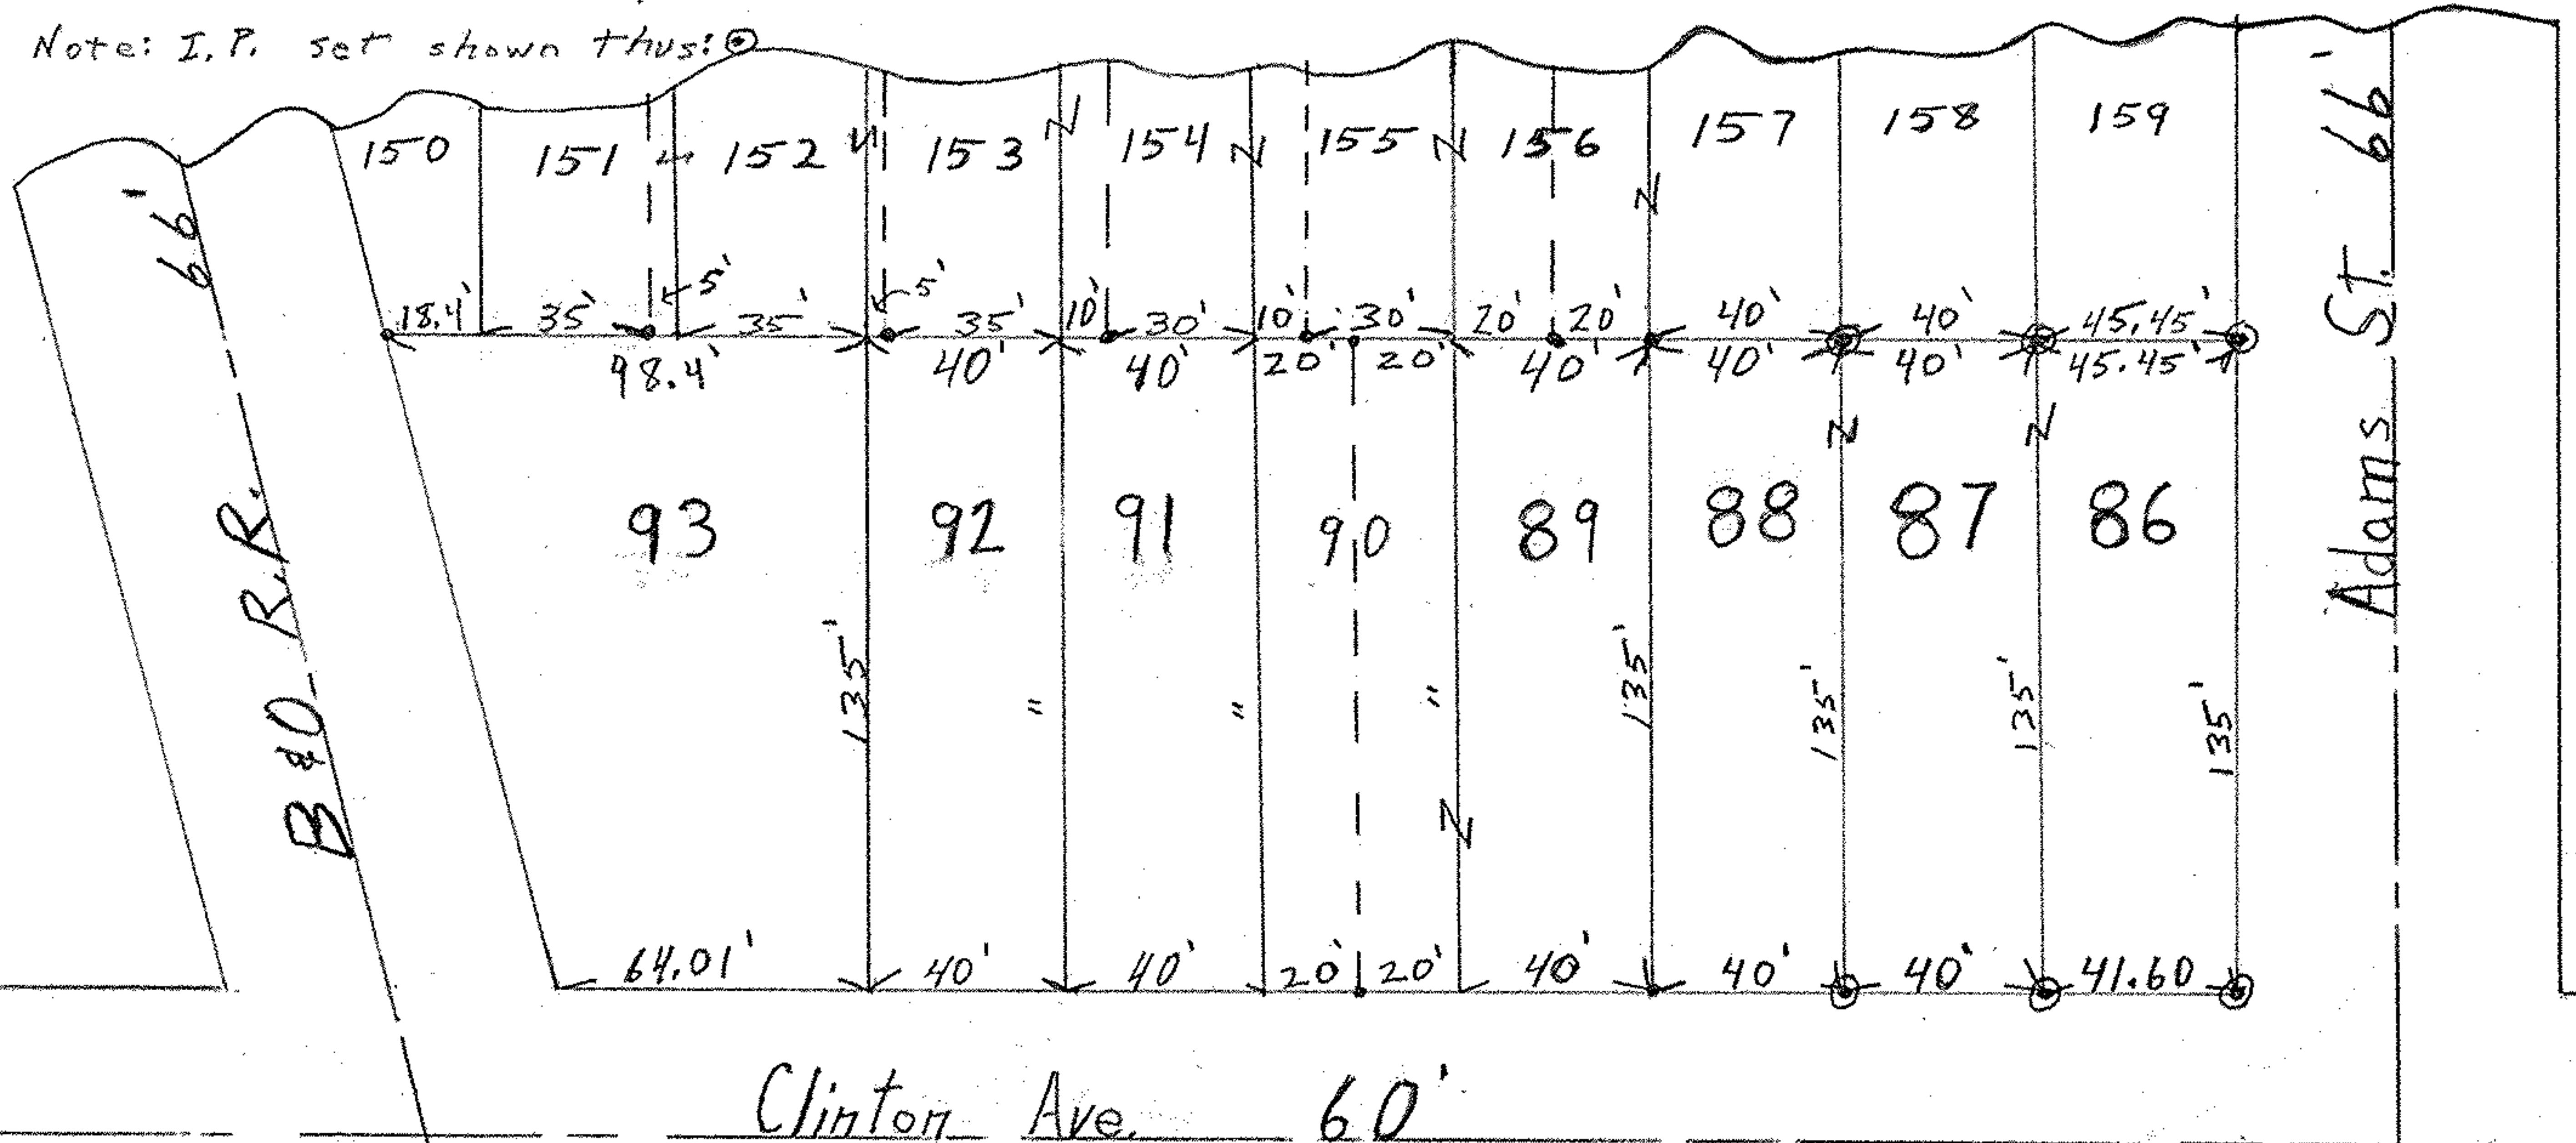 Note: I.P. set shown thus:
150 151 152 153 154 155 156 157 158 159
66'
66'
5' 5'
18.4' 35' 35' 35' 10' 30' 10' 30' 20' 20' 40' 40' 45.45'
98.4' 40' 40' 20' 20' 40' 40' 40' 45.45'
93 92 91 90 89 88 87 86
B&O R.R.
Adams St.
135' " " " 135' 135' 135' 135'
64.01' 40' 40' 20' 20' 40' 40' 40' 41.60
Clinton Ave. 60'